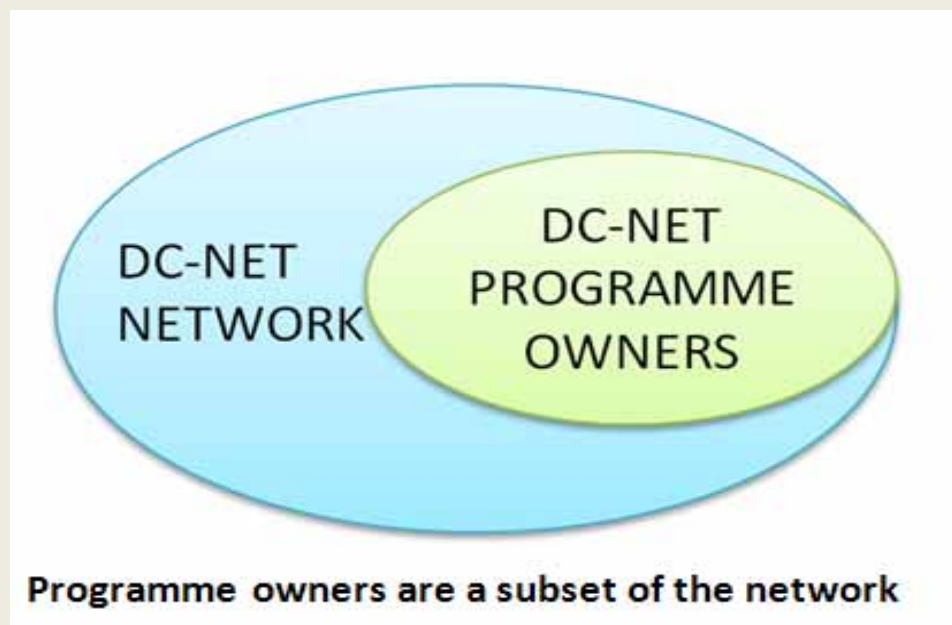 DC-NET
NETWORK
DC-NET
PROGRAMME
OWNERS
Programme owners are a subset of the network